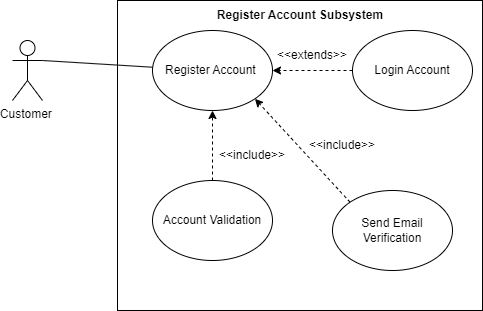 Register Account Subsystem
Register Account
<<extends>>
Login Account
Customer
<<include>>
<<include>>
Account Validation
Send Email
Verification